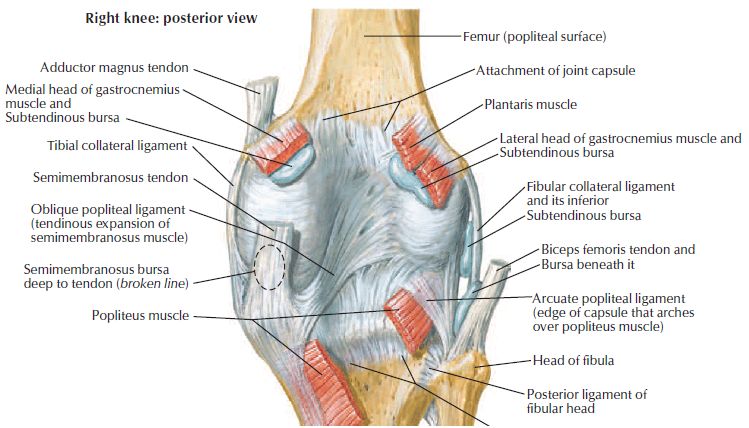 Right knee: posterior view
Femur (popliteal surface)
Adductor magnus tendon
Attachment of joint capsule
Medial head of gastrocnemius
muscle and
Subtendinous bursa
Plantaris muscle
Lateral head of gastrocnemius muscle and
Subtendinous bursa
Tibial collateral ligament
Semimembranosus tendon
Fibular collateral ligament
and its inferior
Subtendinous bursa
Oblique popliteal ligament
(tendinous expansion of
semimembranosus muscle)
Biceps femoris tendon and
Bursa beneath it
Semimembranosus bursa
deep to tendon (broken line)
Arcuate popliteal ligament
(edge of capsule that arches
over popliteus muscle)
Popliteus muscle
Head of fibula
Posterior ligament of
fibular head